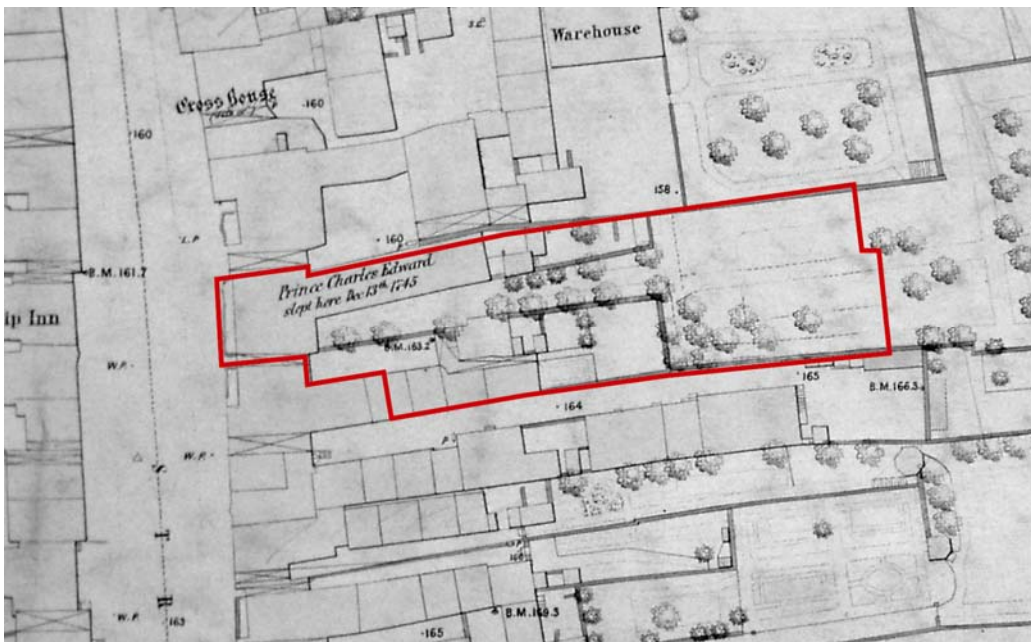 S.P.
Warehouse
Cross House
160
160
158
L.P.
160
Prince Charles Edward
slept here Dec 13th 1745
B.M. 161.7
ip Inn
B.M. 163.2
W.P.
165
B.M. 166.3
164
P
W.P.
S
T
B.M. 169.3
W.P.
163
165